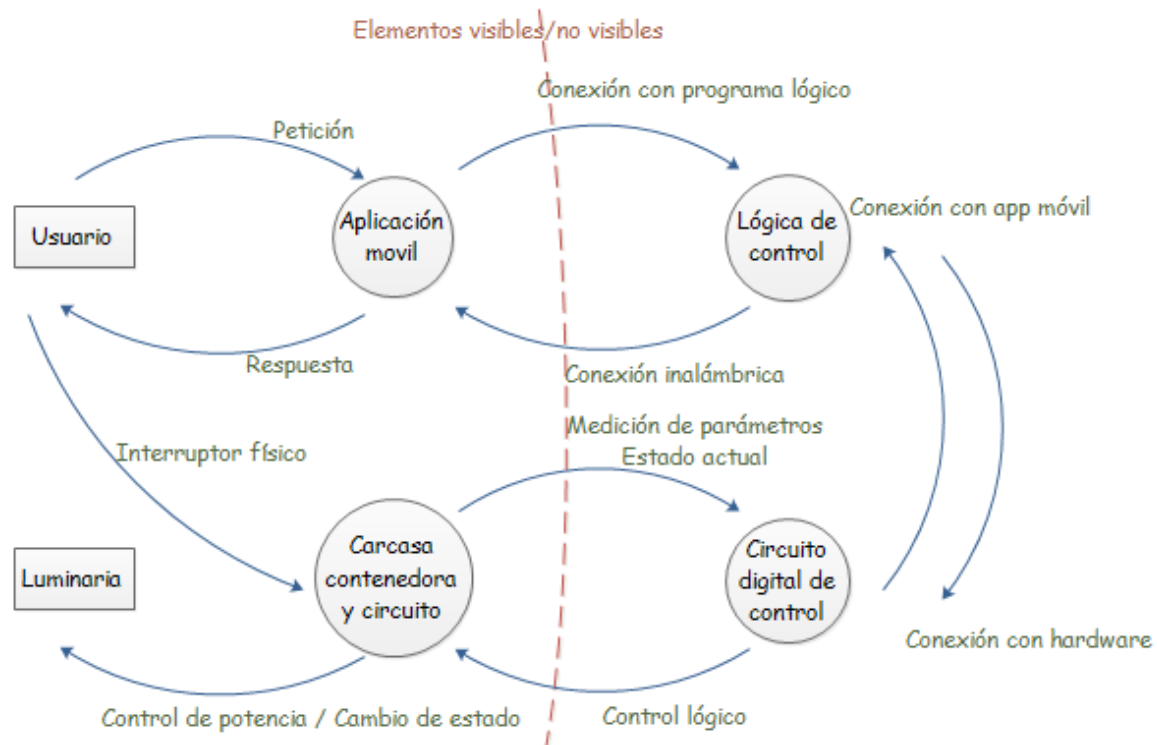 Elementos visibles/no visibles
Conexión con programa lógico
Petición
Usuario
Aplicación
movil
Lógica de
control
Conexión con app móvil
Respuesta
Conexión inalámbrica
Medición de parámetros
Estado actual
Interruptor físico
Luminaria
Carcasa
contenedora
y circuito
Circuito
digital de
control
Conexión con hardware
Control de potencia / Cambio de estado
Control lógico